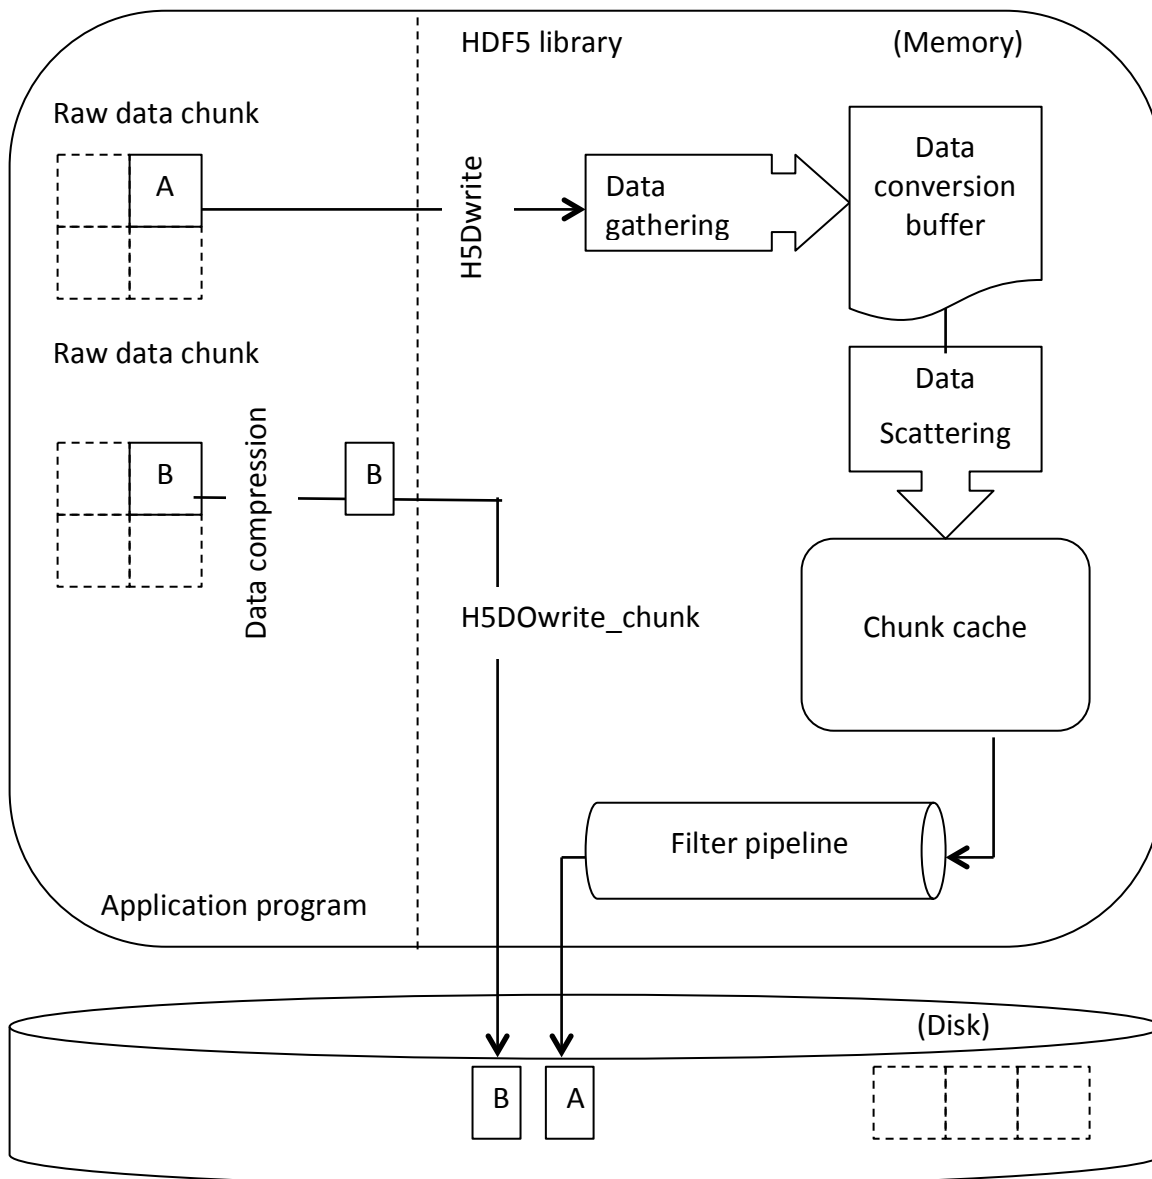 HDF5 library
(Memory)
Raw data chunk
A
H5Dwrite
Data
gathering
Data
conversion
buffer
Raw data chunk
B
Data compression
B
Data
Scattering
H5DOwrite_chunk
Chunk cache
Filter pipeline
Application program
(Disk)
B
A